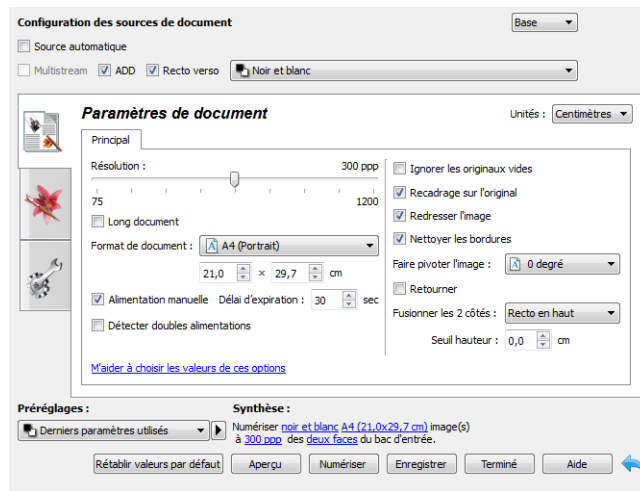 Configuration des sources de document
Base
Source automatique
Multistream ADD Recto verso Noir et blanc
Paramètres de document
Unités : Centimètres
Principal
Résolution : 300 ppp
75 1200
Long document
Format de document : A4 (Portrait)
21,0 × 29,7 cm
Alimentation manuelle Délai d'expiration : 30 sec
Détecter doubles alimentations
M'aider à choisir les valeurs de ces options
Ignorer les originaux vides
Recadrage sur l'original
Redresser l'image
Nettoyer les bordures
Faire pivoter l'image : 0 degré
Retourner
Fusionner les 2 côtés : Recto en haut
Seuil hauteur : 0,0 cm
Préréglages :
Derniers paramètres utilisés
Synthèse :
Numériser noir et blanc A4 (21,0x29,7 cm) image(s)
à 300 ppp des deux faces du bac d'entrée.
Rétablir valeurs par défaut Aperçu Numériser Enregistrer Terminé Aide